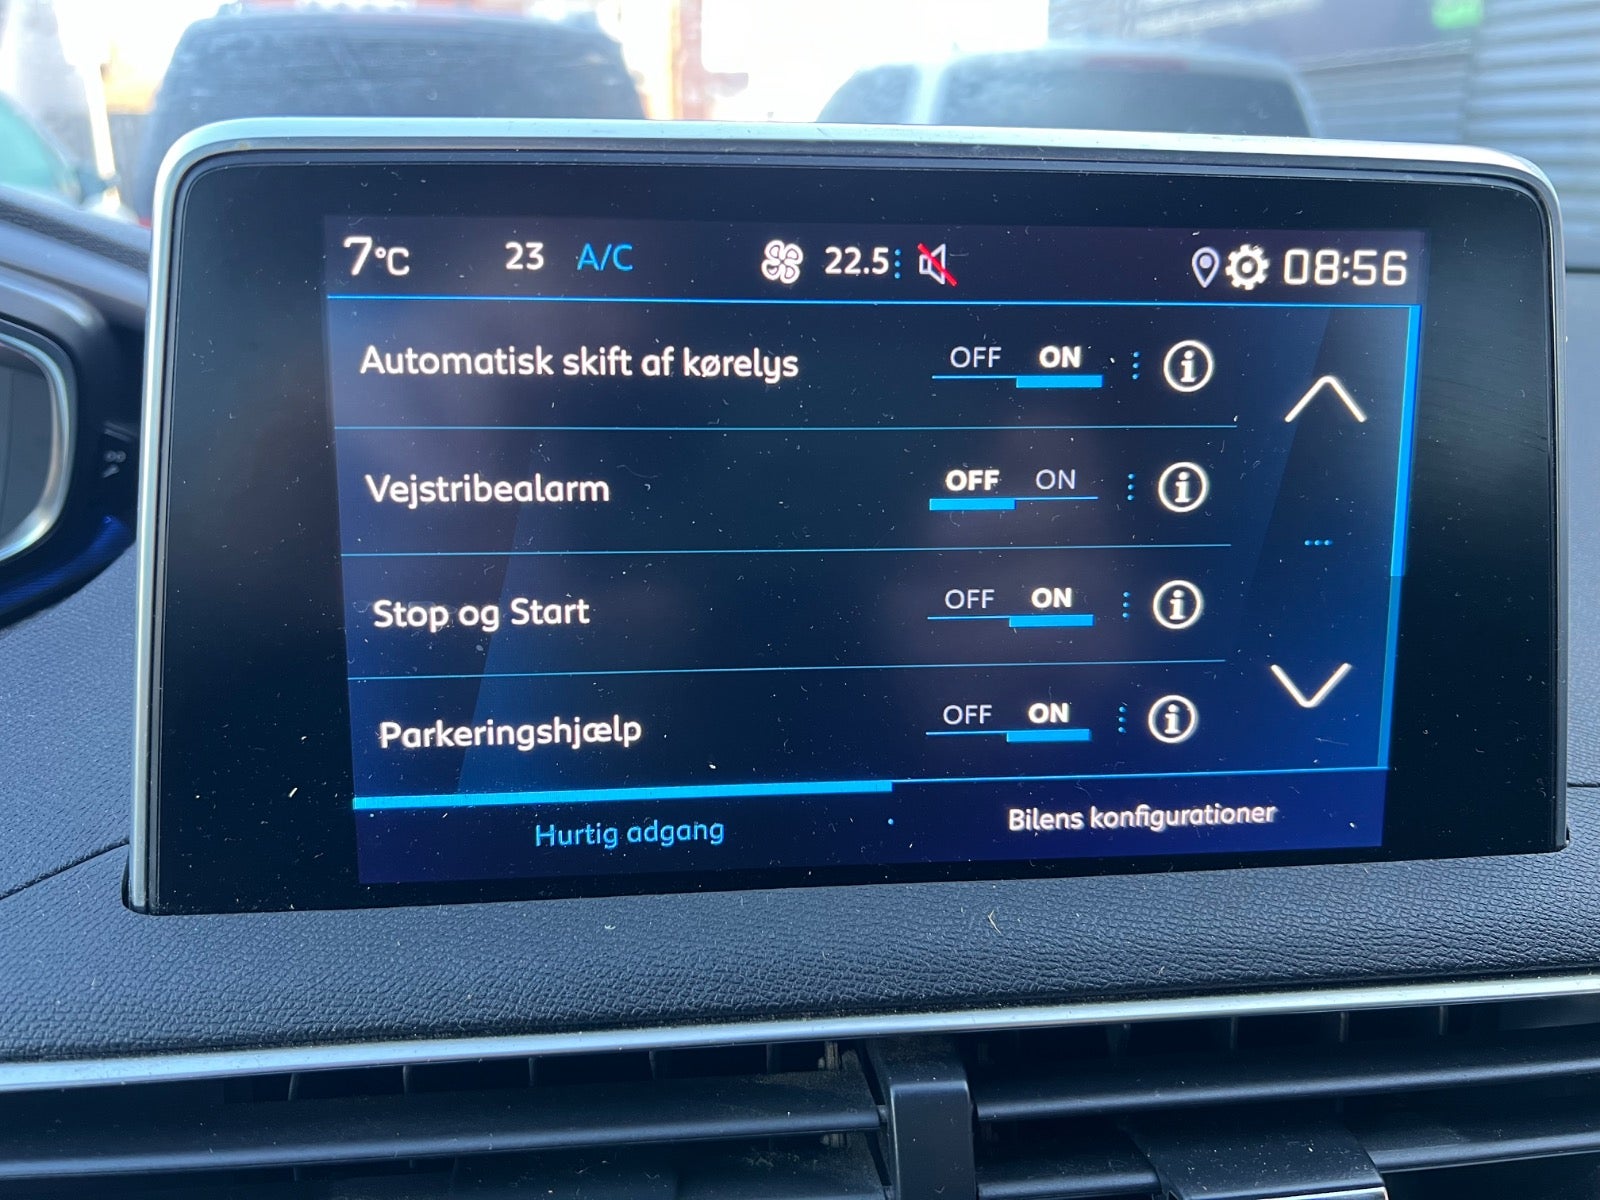 7°C 23 A/C 22.5 08:56
Automatisk skift af kørelys OFF ON
Vejstribealarm OFF ON
Stop og Start OFF ON
Parkeringshjælp OFF ON
Hurtig adgang Bilens konfigurationer